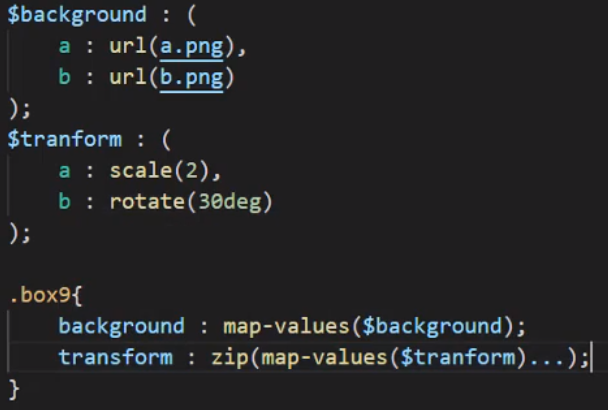 $background : (
    a : url(a.png),
    b : url(b.png)
);
$tranform : (
    a : scale(2),
    b : rotate(30deg)
);
.box9{
    background : map-values($background);
    transform : zip(map-values($tranform)...);
}